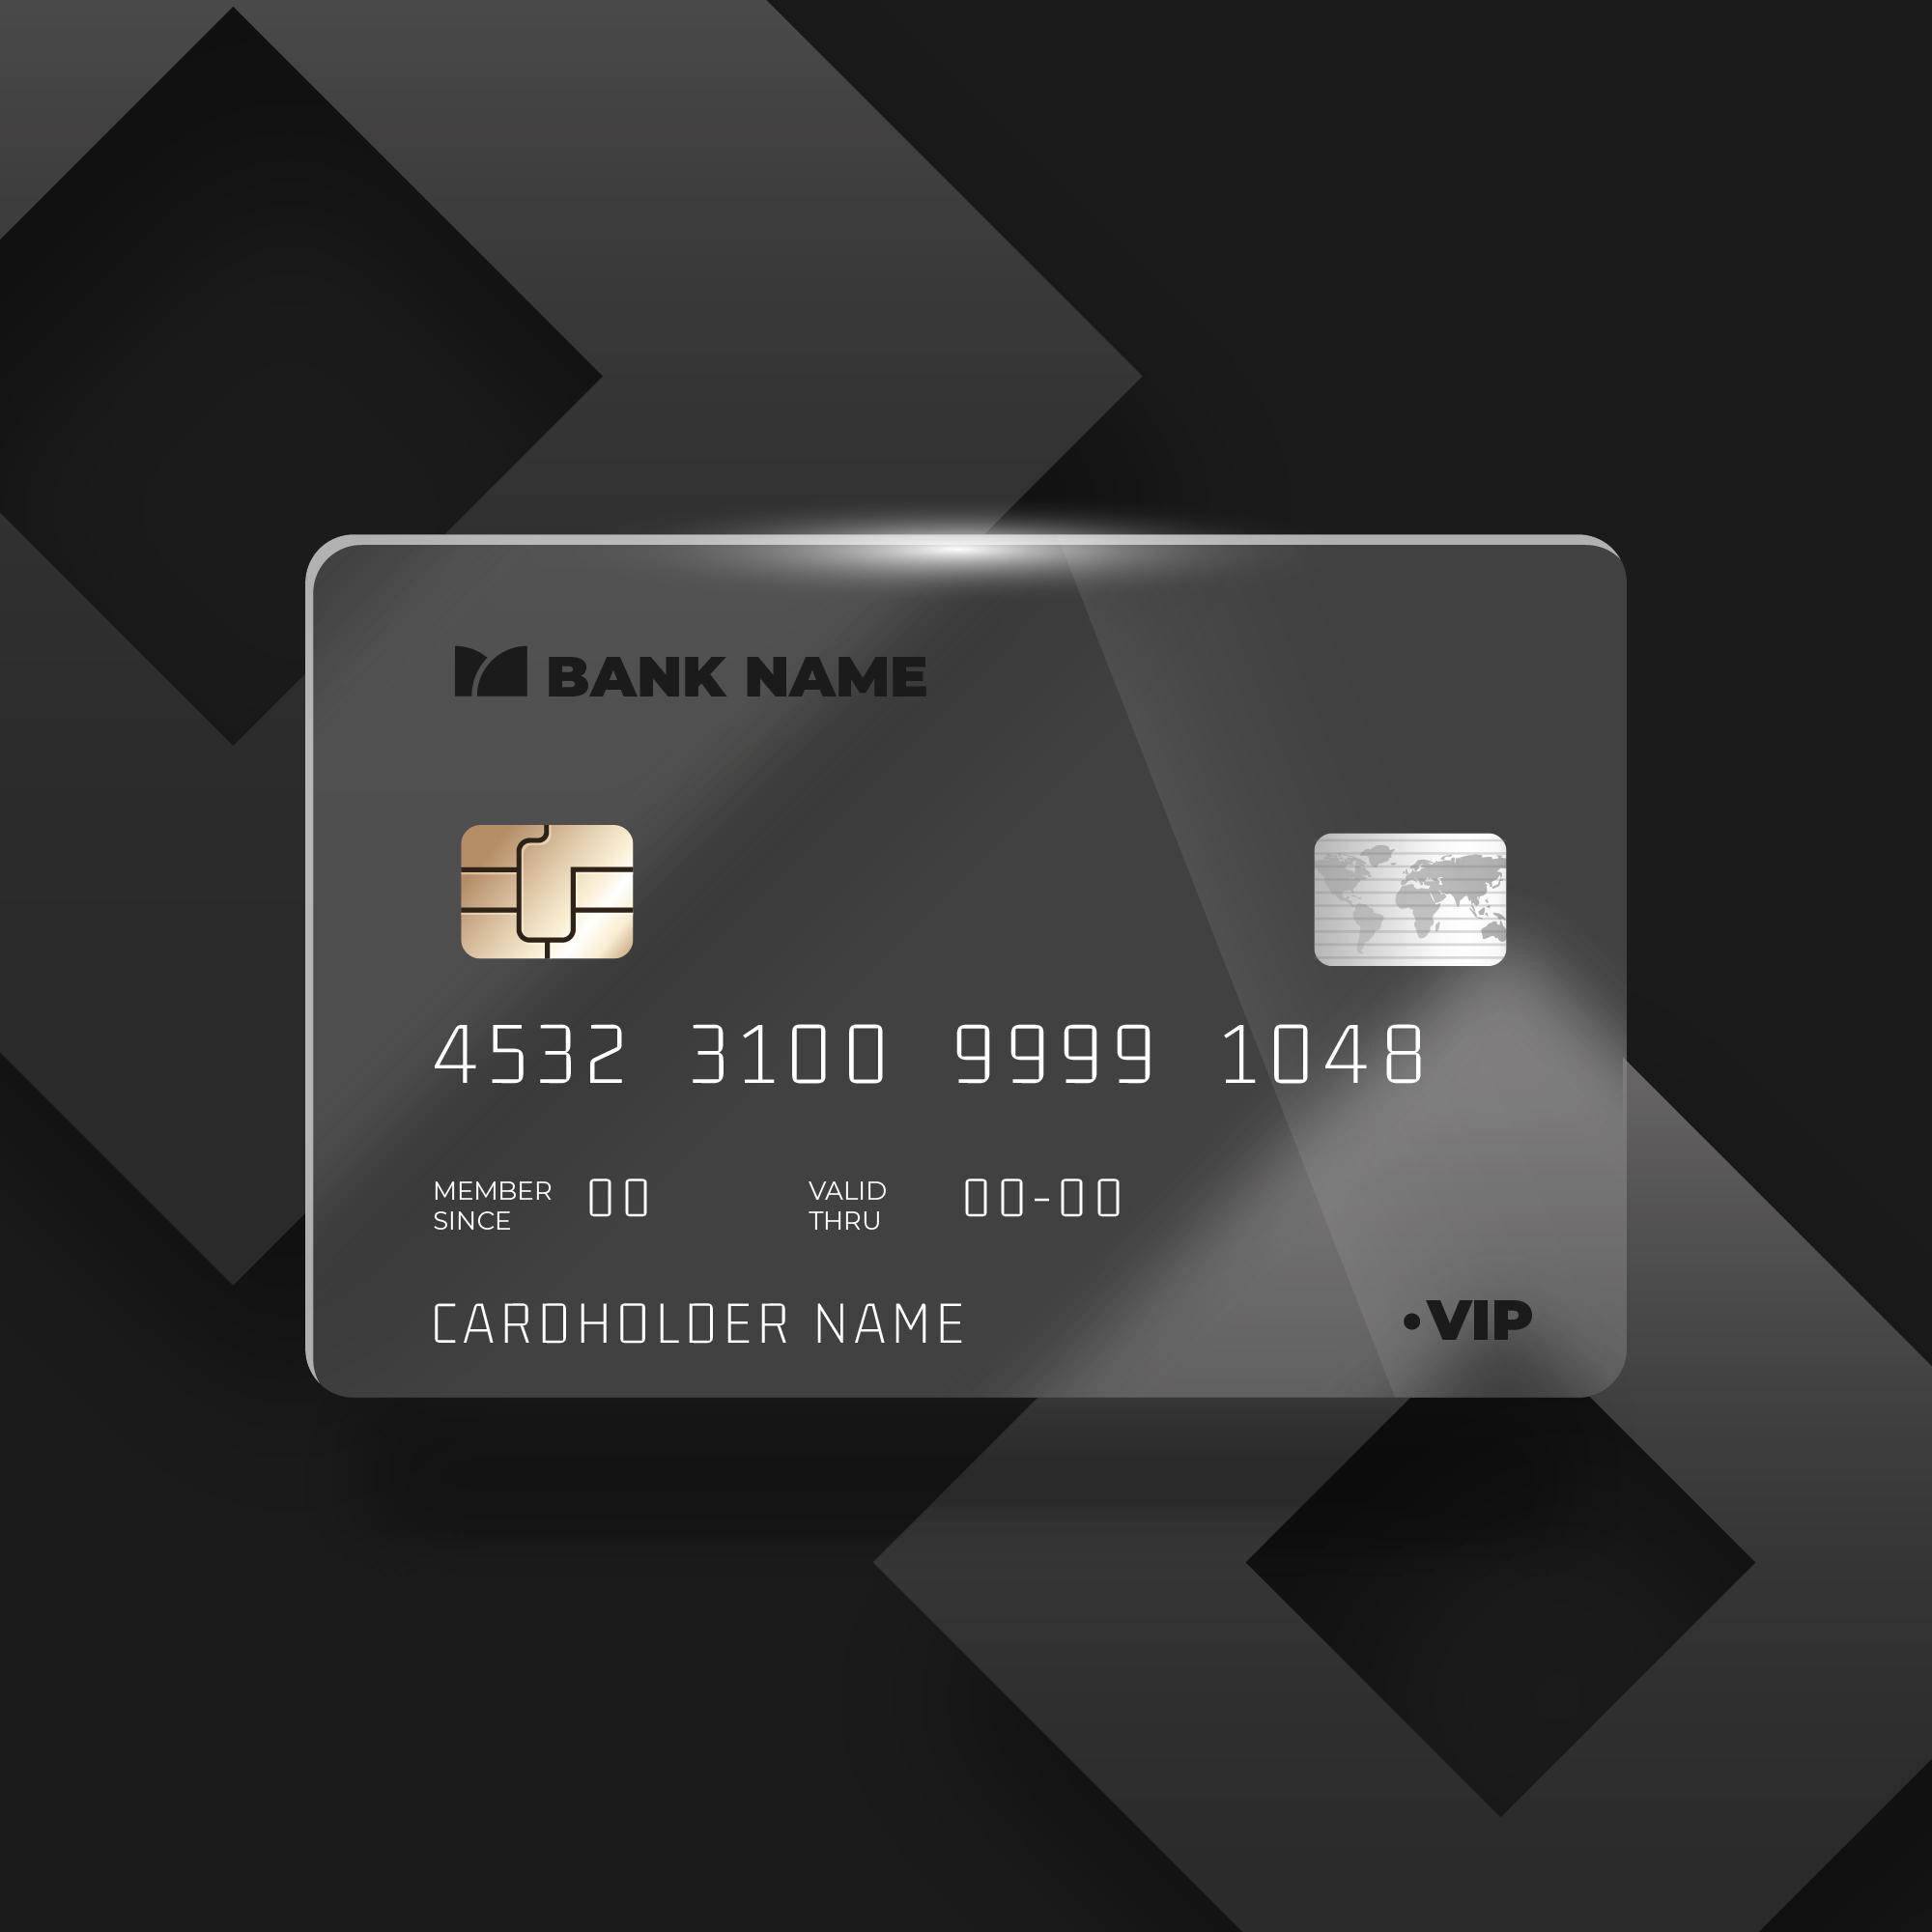 BANK NAME
4532 3100 9999 1048
MEMBER SINCE 00 VALID THRU 00-00
CARDHOLDER NAME
•VIP